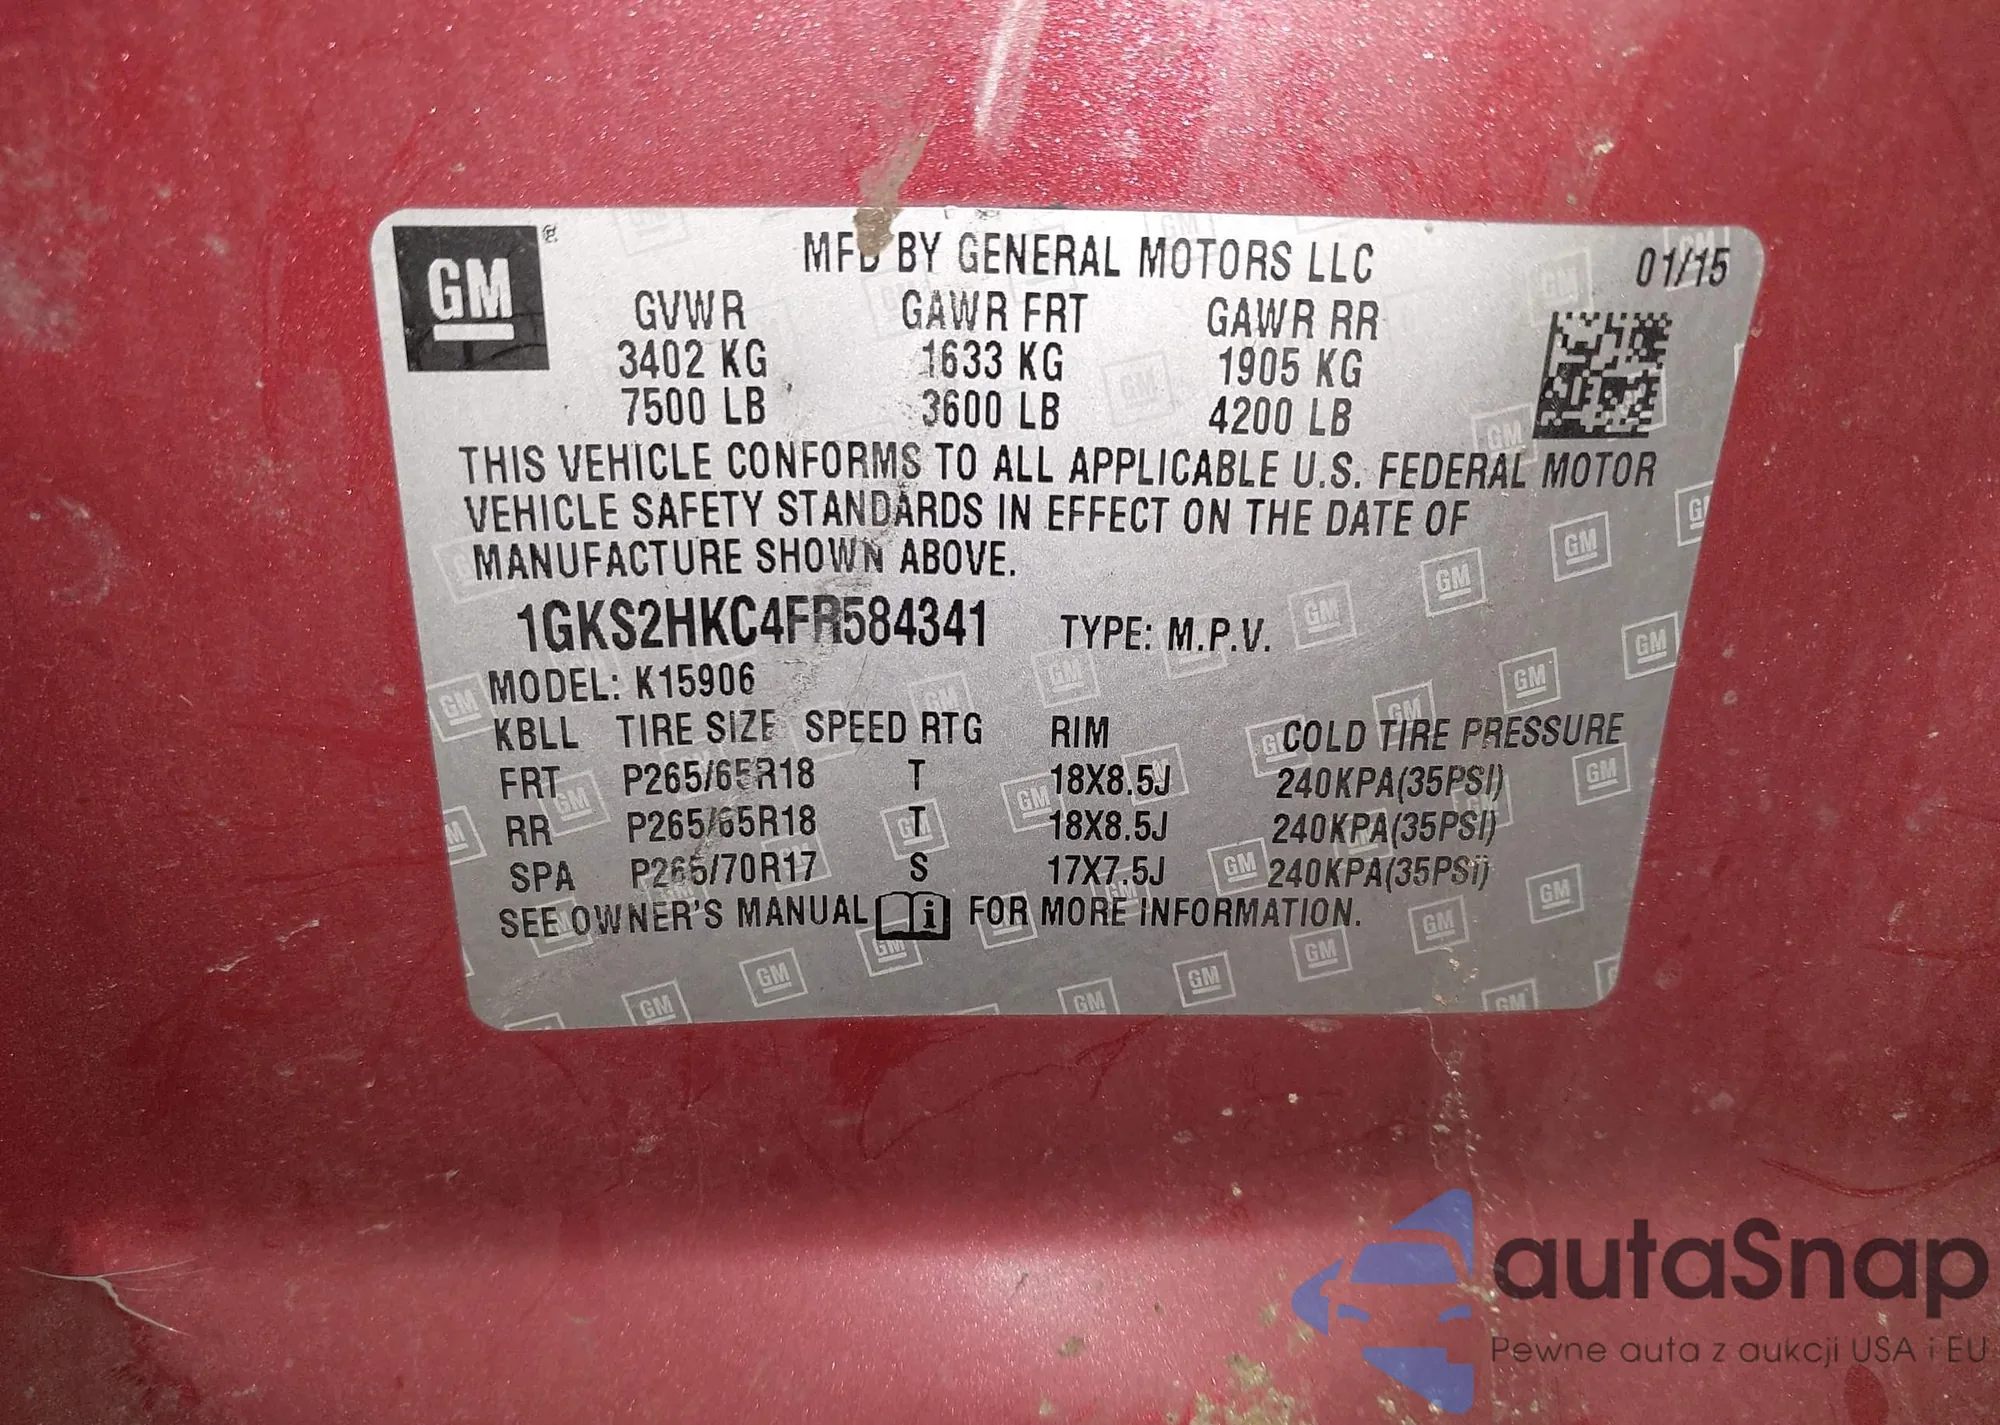 GM
MFD BY GENERAL MOTORS LLC 01/15
GVWR GAWR FRT GAWR RR
3402 KG 1633 KG 1905 KG
7500 LB 3600 LB 4200 LB
THIS VEHICLE CONFORMS TO ALL APPLICABLE U.S. FEDERAL MOTOR
VEHICLE SAFETY STANDARDS IN EFFECT ON THE DATE OF
MANUFACTURE SHOWN ABOVE.
1GKS2HKC4FR584341 TYPE: M.P.V.
MODEL: K15906
KBLL TIRE SIZE SPEED RTG RIM COLD TIRE PRESSURE
FRT P265/65R18 T 18X8.5J 240KPA(35PSI)
RR P265/65R18 T 18X8.5J 240KPA(35PSI)
SPA P265/70R17 S 17X7.5J 240KPA(35PSI)
SEE OWNER'S MANUAL i FOR MORE INFORMATION.
autaSnap
Pewne auta z aukcji USA i EU